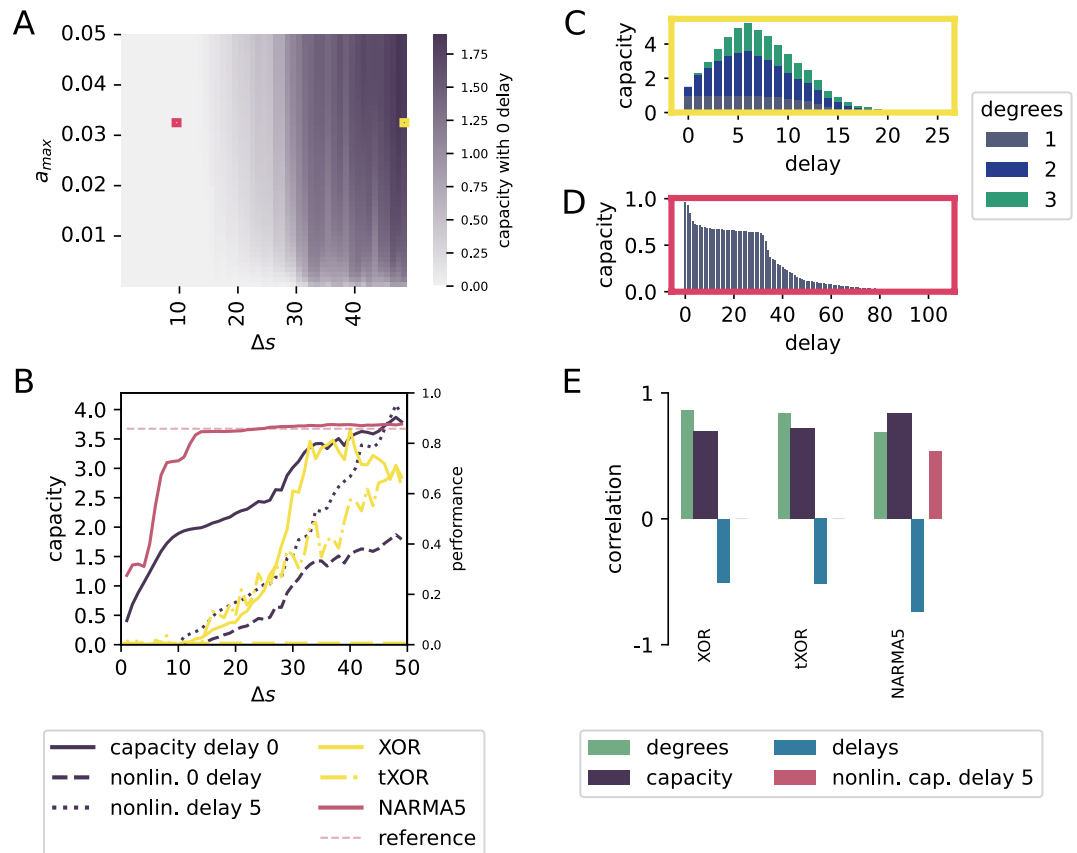 A
0.05
0.04
0.03
0.02
0.01
a_max
10
20
30
40
Δs
1.75
1.50
1.25
1.00
0.75
0.50
0.25
0.00
capacity with 0 delay
C
4
2
0
capacity
0 5 10 15 20 25
delay
degrees
1
2
3
D
1.0
0.5
0.0
capacity
0 20 40 60 80 100
delay
B
4.0
3.5
3.0
2.5
2.0
1.5
1.0
0.5
0.0
capacity
1.0
0.8
0.6
0.4
0.2
0.0
performance
0 10 20 30 40 50
Δs
capacity delay 0
nonlin. 0 delay
nonlin. delay 5
XOR
tXOR
NARMA5
reference
E
1
0
-1
correlation
XOR
tXOR
NARMA5
degrees
capacity
delays
nonlin. cap. delay 5